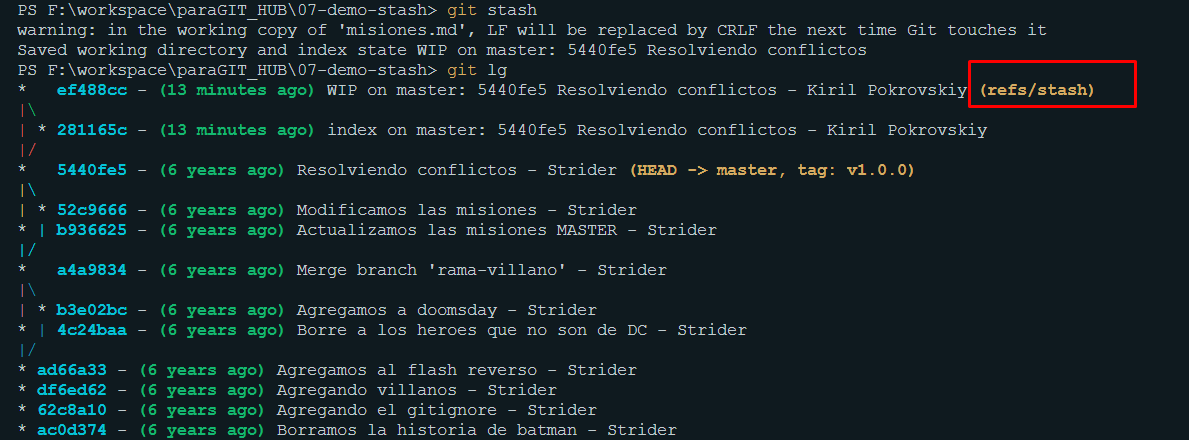 PS F:\workspace\paraGIT_HUB\07-demo-stash> git stash
warning: in the working copy of 'misiones.md', LF will be replaced by CRLF the next time Git touches it
Saved working directory and index state WIP on master: 5440fe5 Resolviendo conflictos
PS F:\workspace\paraGIT_HUB\07-demo-stash> git lg
*   ef488cc - (13 minutes ago) WIP on master: 5440fe5 Resolviendo conflictos - Kiril Pokrovskiy (refs/stash)
|\
| * 281165c - (13 minutes ago) index on master: 5440fe5 Resolviendo conflictos - Kiril Pokrovskiy
|/
*   5440fe5 - (6 years ago) Resolviendo conflictos - Strider (HEAD -> master, tag: v1.0.0)
|\
| * 52c9666 - (6 years ago) Modificamos las misiones - Strider
* | b936625 - (6 years ago) Actualizamos las misiones MASTER - Strider
|/
*   a4a9834 - (6 years ago) Merge branch 'rama-villano' - Strider
|\
| * b3e02bc - (6 years ago) Agregamos a doomsday - Strider
* | 4c24baa - (6 years ago) Borre a los heroes que no son de DC - Strider
|/
* ad66a33 - (6 years ago) Agregamos al flash reverso - Strider
* df6ed62 - (6 years ago) Agregando villanos - Strider
* 62c8a10 - (6 years ago) Agregando el gitignore - Strider
* ac0d374 - (6 years ago) Borramos la historia de batman - Strider